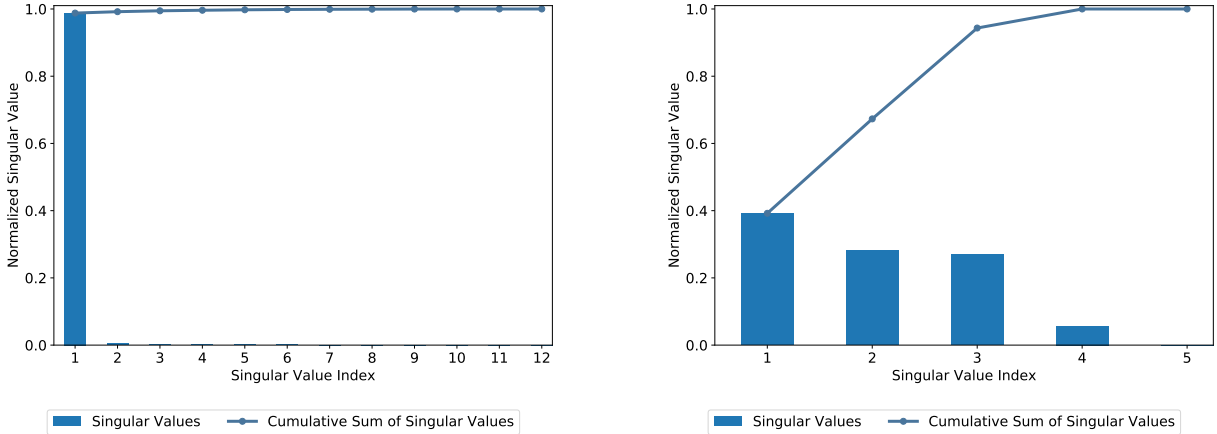 1.0
0.8
0.6
0.4
0.2
0.0
Normalized Singular Value
1 2 3 4 5 6 7 8 9 10 11 12
Singular Value Index
Singular Values
Cumulative Sum of Singular Values
1.0
0.8
0.6
0.4
0.2
0.0
Normalized Singular Value
1 2 3 4 5
Singular Value Index
Singular Values
Cumulative Sum of Singular Values